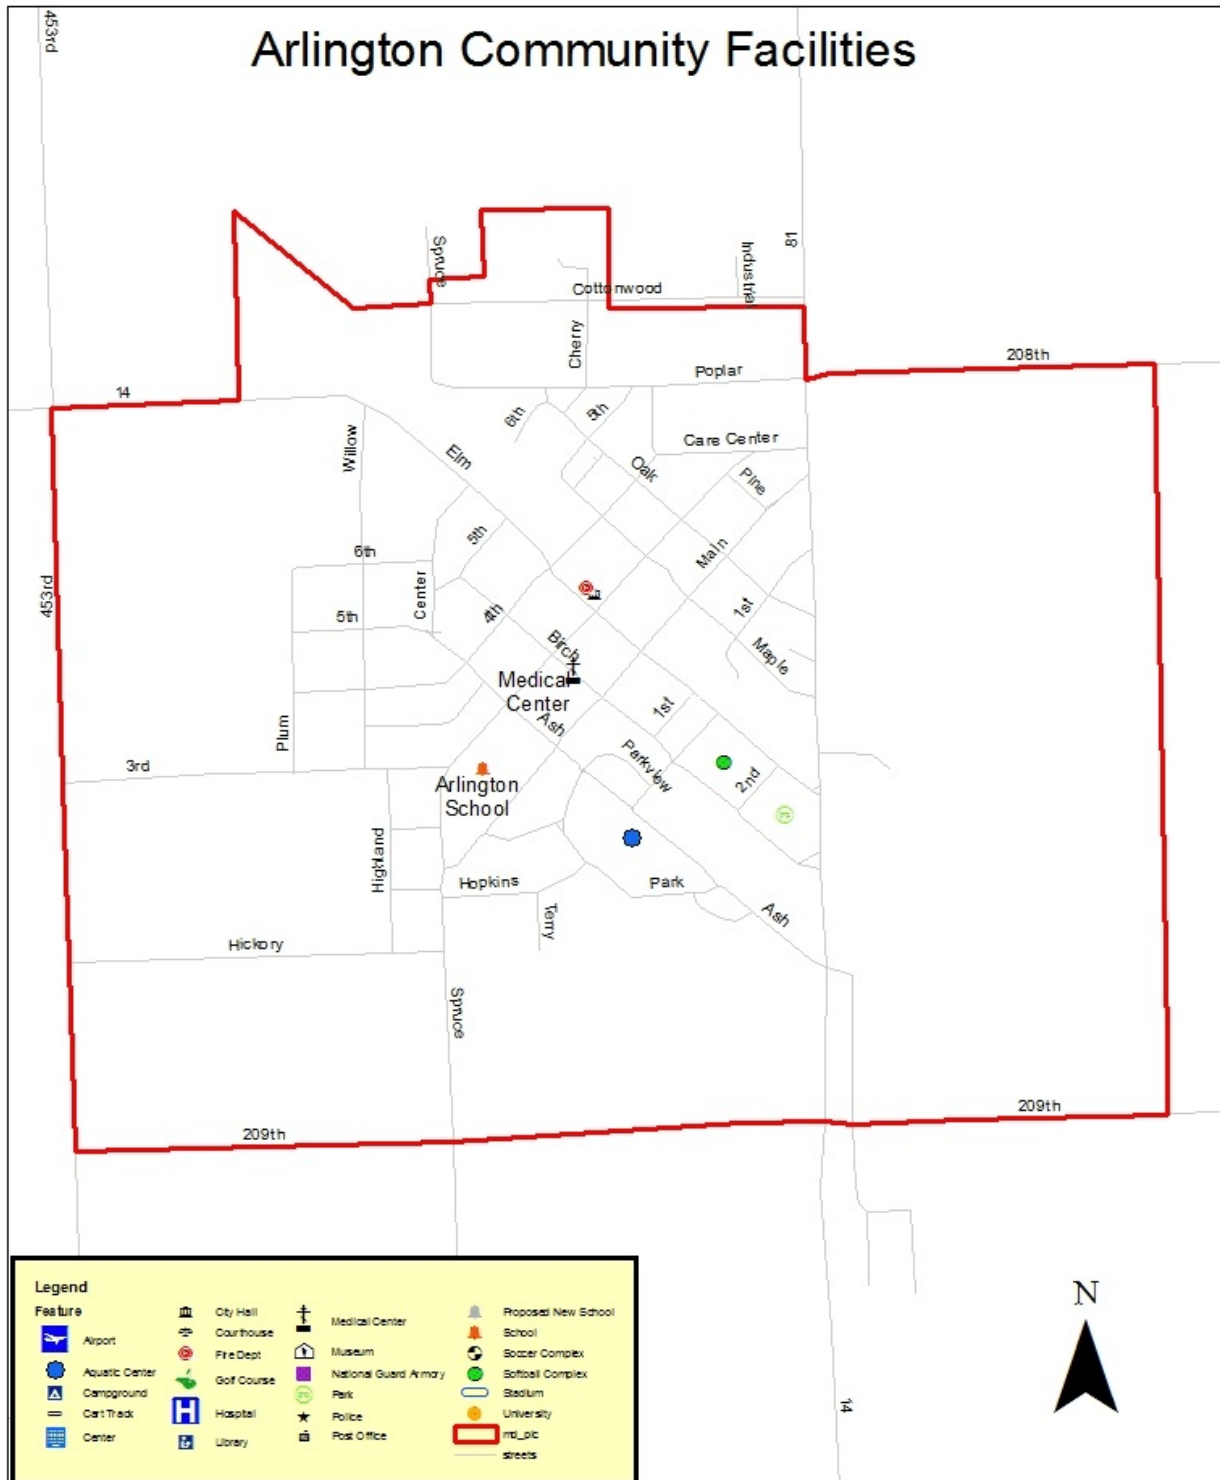 453rd
Arlington Community Facilities
81
Spruce
Industrial
Cottonwood
Cherry
208th
Poplar
14
6th
5th
Care Center
Willow
Elm
Oak
Pine
5th
Main
6th
453rd
Center
4th
1st
5th
Birch
Maple
Medical
Center
1st
Ash
Plum
Parkview
3rd
2nd
Arlington
School
Highland
Hopkins
Park
Terry
Ash
Hickory
Spruce
209th
209th
N
14
Legend
Feature
Airport
Aquatic Center
Campground
Cart Track
Center
City Hall
Courthouse
Fire Dept
Golf Course
H
Hospital
Library
Medical Center
Museum
National Guard Armory
Park
Police
Post Office
Proposed New School
School
Soccer Complex
Softball Complex
Stadium
University
streets